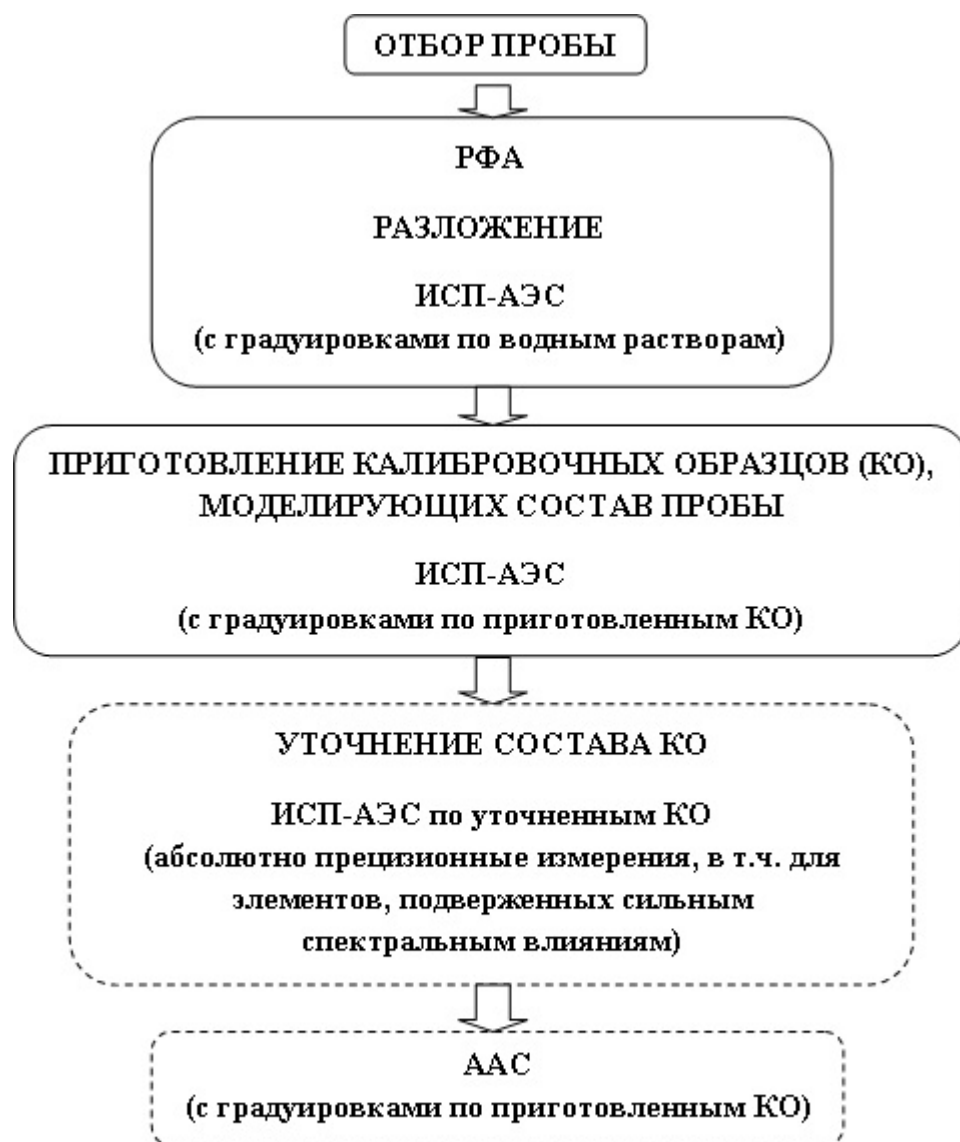 ОТБОР ПРОБЫ
РФА
РАЗЛОЖЕНИЕ
ИСП-АЭС
(с градуировками по водным растворам)
ПРИГОТОВЛЕНИЕ КАЛИБРОВОЧНЫХ ОБРАЗЦОВ (КО),
МОДЕЛИРУЮЩИХ СОСТАВ ПРОБЫ
ИСП-АЭС
(с градуировками по приготовленным КО)
УТОЧНЕНИЕ СОСТАВА КО
ИСП-АЭС по уточненным КО
(абсолютно прецизионные измерения, в т.ч. для
элементов, подверженных сильным
спектральным влияниям)
ААС
(с градуировками по приготовленным КО)